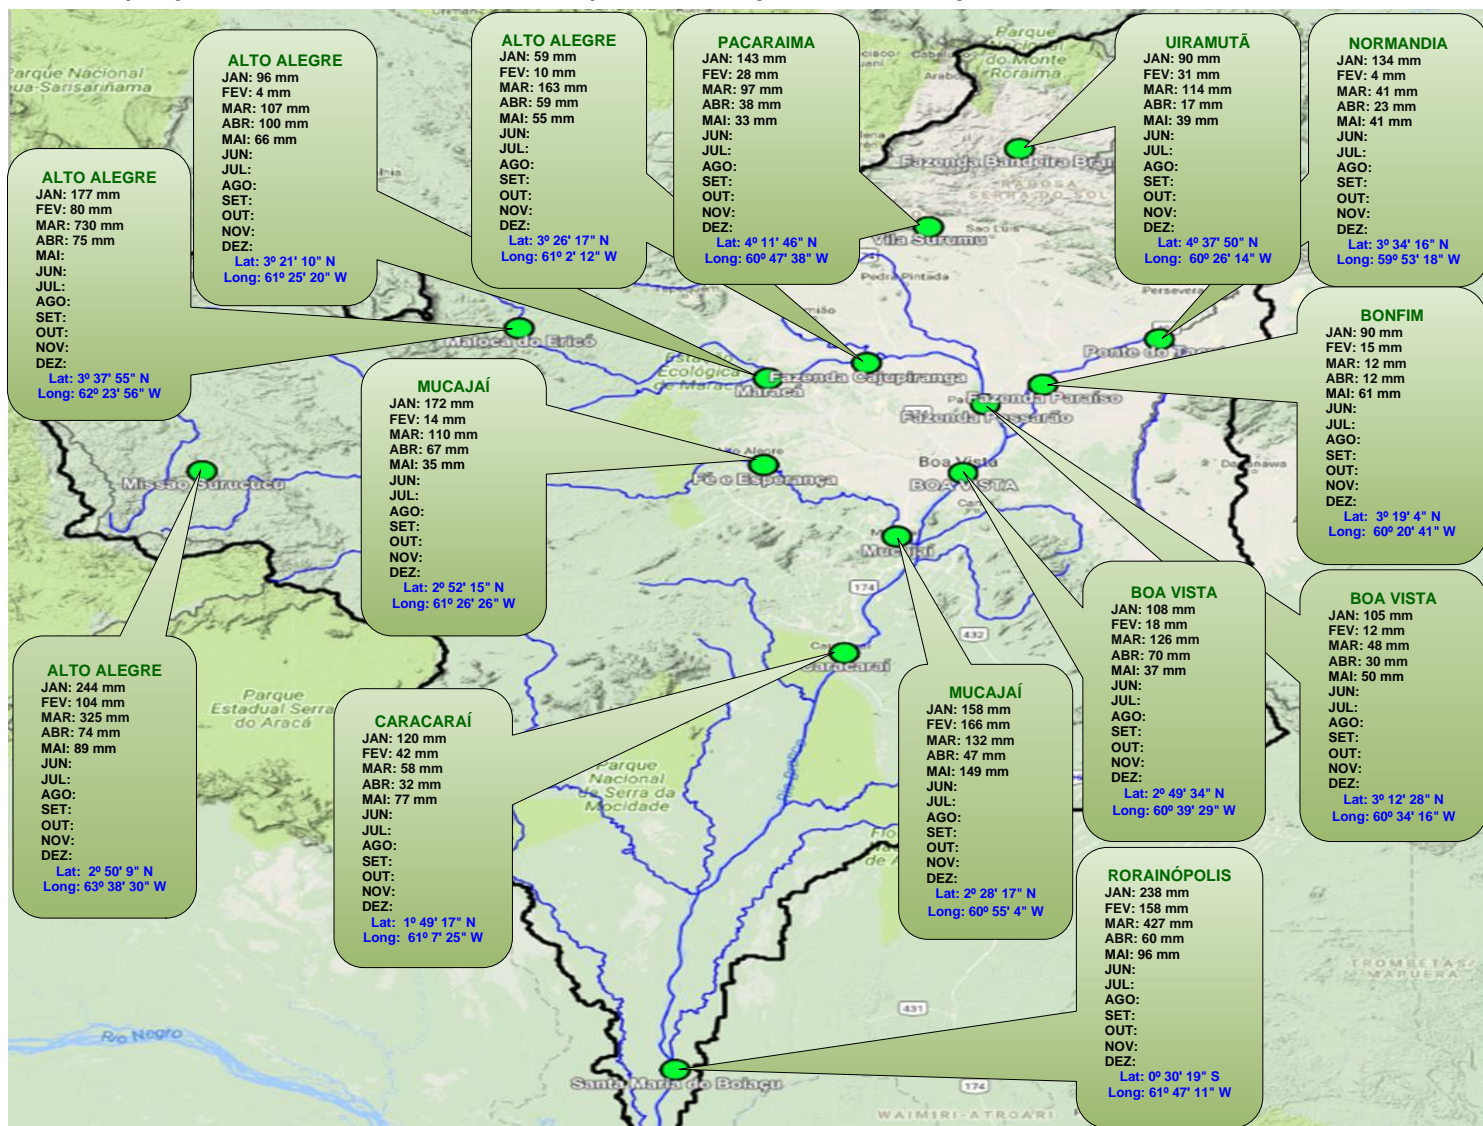 ALTO ALEGRE
JAN: 96 mm
FEV: 4 mm
MAR: 107 mm
ABR: 100 mm
MAI: 66 mm
JUN:
JUL:
AGO:
SET:
OUT:
NOV:
DEZ:
Lat: 3º 21' 10" N
Long: 61º 25' 20" W
ALTO ALEGRE
JAN: 59 mm
FEV: 10 mm
MAR: 163 mm
ABR: 59 mm
MAI: 55 mm
JUN:
JUL:
AGO:
SET:
OUT:
NOV:
DEZ:
Lat: 3º 26' 17" N
Long: 61º 2' 12" W
PACARAIMA
JAN: 143 mm
FEV: 28 mm
MAR: 97 mm
ABR: 38 mm
MAI: 33 mm
JUN:
JUL:
AGO:
SET:
OUT:
NOV:
DEZ:
Lat: 4º 11' 46" N
Long: 60º 47' 38" W
UIRAMUTÃ
JAN: 90 mm
FEV: 31 mm
MAR: 114 mm
ABR: 17 mm
MAI: 39 mm
JUN:
JUL:
AGO:
SET:
OUT:
NOV:
DEZ:
Lat: 4º 37' 50" N
Long: 60º 26' 14" W
NORMANDIA
JAN: 134 mm
FEV: 4 mm
MAR: 41 mm
ABR: 23 mm
MAI: 41 mm
JUN:
JUL:
AGO:
SET:
OUT:
NOV:
DEZ:
Lat: 3º 34' 16" N
Long: 59º 53' 18" W
ALTO ALEGRE
JAN: 177 mm
FEV: 80 mm
MAR: 730 mm
ABR: 75 mm
MAI:
JUN:
JUL:
AGO:
SET:
OUT:
NOV:
DEZ:
Lat: 3º 37' 55" N
Long: 62º 23' 56" W
BONFIM
JAN: 90 mm
FEV: 15 mm
MAR: 12 mm
ABR: 12 mm
MAI: 61 mm
JUN:
JUL:
AGO:
SET:
OUT:
NOV:
DEZ:
Lat: 3º 19' 4" N
Long: 60º 20' 41" W
MUCAJAÍ
JAN: 172 mm
FEV: 14 mm
MAR: 110 mm
ABR: 67 mm
MAI: 35 mm
JUN:
JUL:
AGO:
SET:
OUT:
NOV:
DEZ:
Lat: 2º 52' 15" N
Long: 61º 26' 26" W
BOA VISTA
JAN: 108 mm
FEV: 18 mm
MAR: 126 mm
ABR: 70 mm
MAI: 37 mm
JUN:
JUL:
AGO:
SET:
OUT:
NOV:
DEZ:
Lat: 2º 49' 34" N
Long: 60º 39' 29" W
BOA VISTA
JAN: 105 mm
FEV: 12 mm
MAR: 48 mm
ABR: 30 mm
MAI: 50 mm
JUN:
JUL:
AGO:
SET:
OUT:
NOV:
DEZ:
Lat: 3º 12' 28" N
Long: 60º 34' 16" W
ALTO ALEGRE
JAN: 244 mm
FEV: 104 mm
MAR: 325 mm
ABR: 74 mm
MAI: 89 mm
JUN:
JUL:
AGO:
SET:
OUT:
NOV:
DEZ:
Lat: 2º 50' 9" N
Long: 63º 38' 30" W
CARACARAÍ
JAN: 120 mm
FEV: 42 mm
MAR: 58 mm
ABR: 32 mm
MAI: 77 mm
JUN:
JUL:
AGO:
SET:
OUT:
NOV:
DEZ:
Lat: 1º 49' 17" N
Long: 61º 7' 25" W
MUCAJAÍ
JAN: 158 mm
FEV: 166 mm
MAR: 132 mm
ABR: 47 mm
MAI: 149 mm
JUN:
JUL:
AGO:
SET:
OUT:
NOV:
DEZ:
Lat: 2º 28' 17" N
Long: 60º 55' 4" W
RORAINÓPOLIS
JAN: 238 mm
FEV: 158 mm
MAR: 427 mm
ABR: 60 mm
MAI: 96 mm
JUN:
JUL:
AGO:
SET:
OUT:
NOV:
DEZ:
Lat: 0º 30' 19" S
Long: 61º 47' 11" W
Parque Nacional
Parque
do Monte
Roraima
Fazenda Bandeira
RAPOSA
SERRA DO SOL
Vila Surumu
Sao Luis
Pedra Pintada
Maloca do Ericó
Ponte do
Ecológica
Fazenda Cajupiranga
Maracá
Fazenda Paraiso
Fazenda Passarão
Missão Surucucu
Fé e Esperança
Boa Vista
BOA VISTA
Mucajaí
174
432
Caracaraí
Parque
Estadual Serra
do Aracá
Parque
Nacional
da Serra da
Mocidade
Rio Branco
Rio Negro
431
174
Santa Maria do Boiaçu
TROMBETAS/
MAPUERA
WAIMIRI-ATROARI